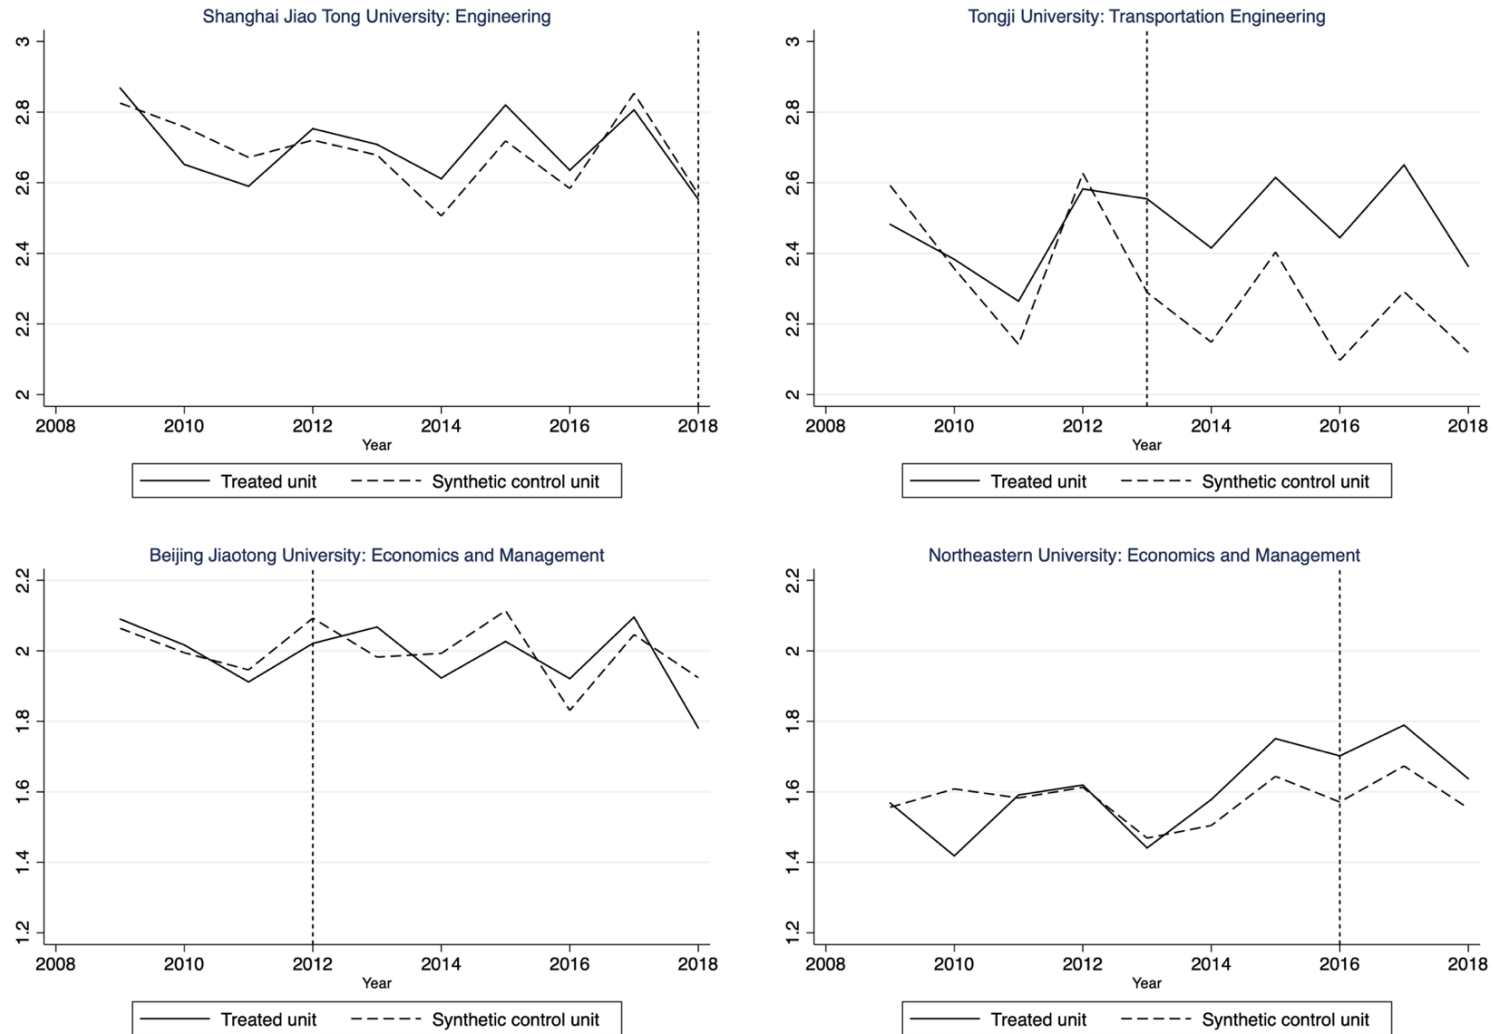 Shanghai Jiao Tong University: Engineering
3
2.8
2.6
2.4
2.2
2
2008 2010 2012 2014 2016 2018
Year
Treated unit Synthetic control unit
Tongji University: Transportation Engineering
3
2.8
2.6
2.4
2.2
2
2008 2010 2012 2014 2016 2018
Year
Treated unit Synthetic control unit
Beijing Jiaotong University: Economics and Management
2.2
2
1.8
1.6
1.4
1.2
2008 2010 2012 2014 2016 2018
Year
Treated unit Synthetic control unit
Northeastern University: Economics and Management
2.2
2
1.8
1.6
1.4
1.2
2008 2010 2012 2014 2016 2018
Year
Treated unit Synthetic control unit